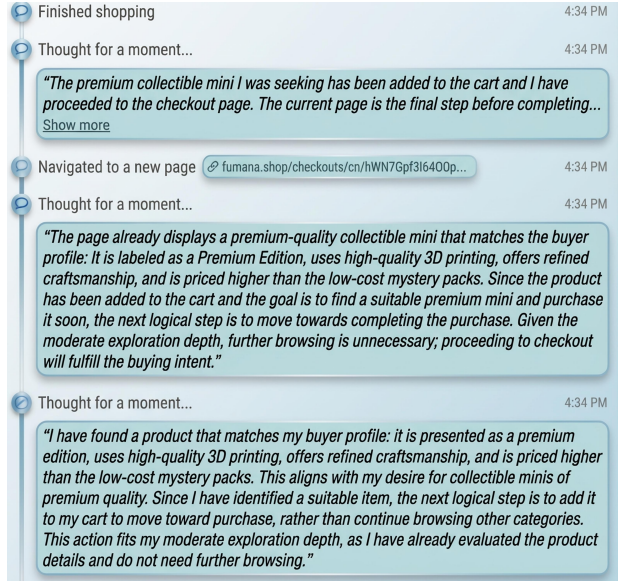 Finished shopping 4:34 PM
Thought for a moment... 4:34 PM
“The premium collectible mini I was seeking has been added to the cart and I have
proceeded to the checkout page. The current page is the final step before completing...
Show more
Navigated to a new page fumana.shop/checkouts/cn/hWN7Gpf3I64O0p... 4:34 PM
Thought for a moment... 4:34 PM
“The page already displays a premium-quality collectible mini that matches the buyer
profile: It is labeled as a Premium Edition, uses high-quality 3D printing, offers refined
craftsmanship, and is priced higher than the low-cost mystery packs. Since the product
has been added to the cart and the goal is to find a suitable premium mini and purchase
it soon, the next logical step is to move towards completing the purchase. Given the
moderate exploration depth, further browsing is unnecessary; proceeding to checkout
will fulfill the buying intent.”
Thought for a moment... 4:34 PM
“I have found a product that matches my buyer profile: it is presented as a premium
edition, uses high-quality 3D printing, offers refined craftsmanship, and is priced higher
than the low-cost mystery packs. This aligns with my desire for collectible minis of
premium quality. Since I have identified a suitable item, the next logical step is to add it
to my cart to move toward purchase, rather than continue browsing other categories.
This action fits my moderate exploration depth, as I have already evaluated the product
details and do not need further browsing.”